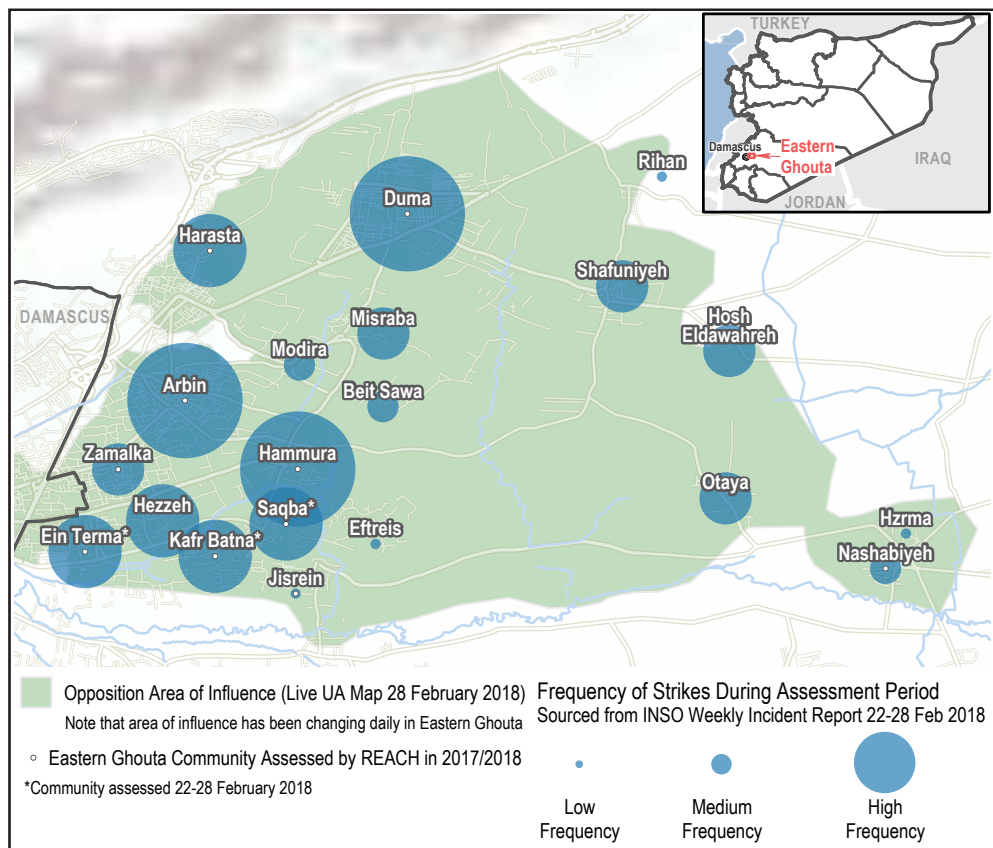 TURKEY
Damascus
Eastern
Ghouta
IRAQ
JORDAN
Rihan
Duma
Harasta
Shafuniyeh
DAMASCUS
Misraba
Hosh
Eldawahreh
Modira
Arbin
Beit Sawa
Zamalka
Hammura
Otaya
Hezzeh
Saqba*
Ein Terma*
Kafr Batna*
Eftreis
Hzrma
Nashabiyeh
Jisrein
Opposition Area of Influence (Live UA Map 28 February 2018)
Note that area of influence has been changing daily in Eastern Ghouta
Eastern Ghouta Community Assessed by REACH in 2017/2018
*Community assessed 22-28 February 2018
Frequency of Strikes During Assessment Period
Sourced from INSO Weekly Incident Report 22-28 Feb 2018
Low
Frequency
Medium
Frequency
High
Frequency